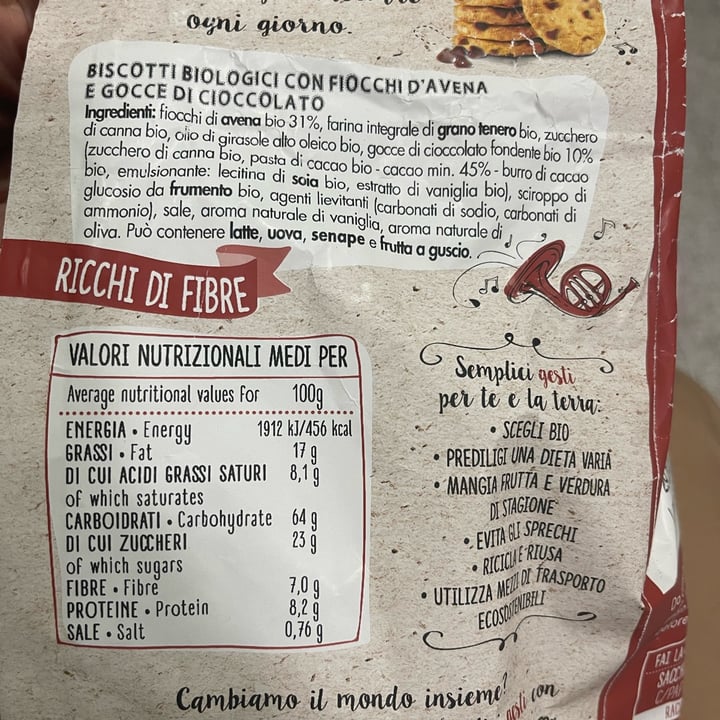 ogni giorno.
BISCOTTI BIOLOGICI CON FIOCCHI D'AVENA
E GOCCE DI CIOCCOLATO
Ingredienti: fiocchi di avena bio 31%, farina integrale di grano tenero bio, zucchero
di canna bio, olio di girasole alto oleico bio, gocce di cioccolato fondente bio 10%
(zucchero di canna bio, pasta di cacao bio - cacao min. 45% - burro di cacao
bio, emulsionante: lecitina di soia bio, estratto di vaniglia bio), sciroppo di
glucosio da frumento bio, agenti lievitanti (carbonati di sodio, carbonati di
ammonio), sale, aroma naturale di vaniglia, aroma naturale di
oliva. Può contenere latte, uova, senape e frutta a guscio.
RICCHI DI FIBRE
VALORI NUTRIZIONALI MEDI PER
Average nutritional values for 100g
ENERGIA • Energy 1912 kJ/456 kcal
GRASSI • Fat 17 g
DI CUI ACIDI GRASSI SATURI 8,1 g
of which saturates
CARBOIDRATI • Carbohydrate 64 g
DI CUI ZUCCHERI 23 g
of which sugars
FIBRE • Fibre 7,0 g
PROTEINE • Protein 8,2 g
SALE • Salt 0,76 g
Semplici gesti
per te e la terra:
• SCEGLI BIO
• PREDILIGI UNA DIETA VARIA
• MANGIA FRUTTA E VERDURA
DI STAGIONE
• EVITA GLI SPRECHI
• RICICLA E RIUSA
• UTILIZZA MEZZI DI TRASPORTO
ECOSOSTENIBILI
Cambiamo il mondo insieme?
gesti con
FAI LA